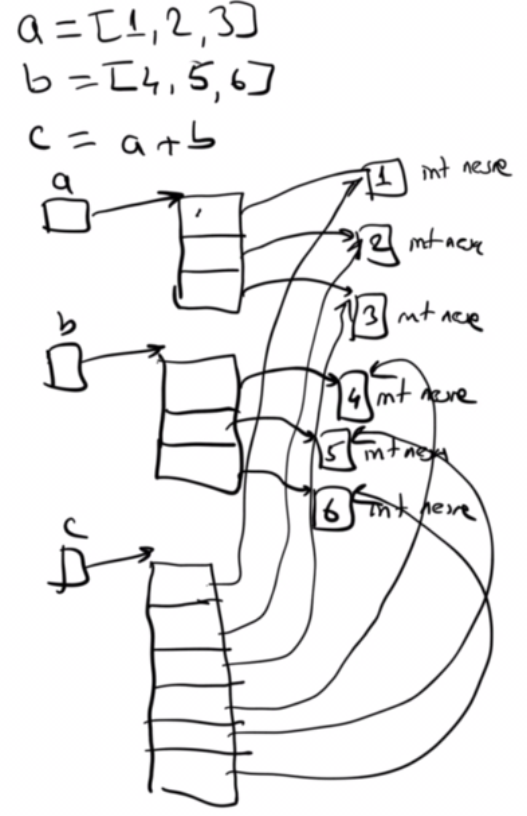 a = [1, 2, 3]
b = [4, 5, 6]
c = a + b
a
1 int nesne
2 int nesne
3 int nesne
b
4 int nesne
5 int nesne
6 int nesne
c